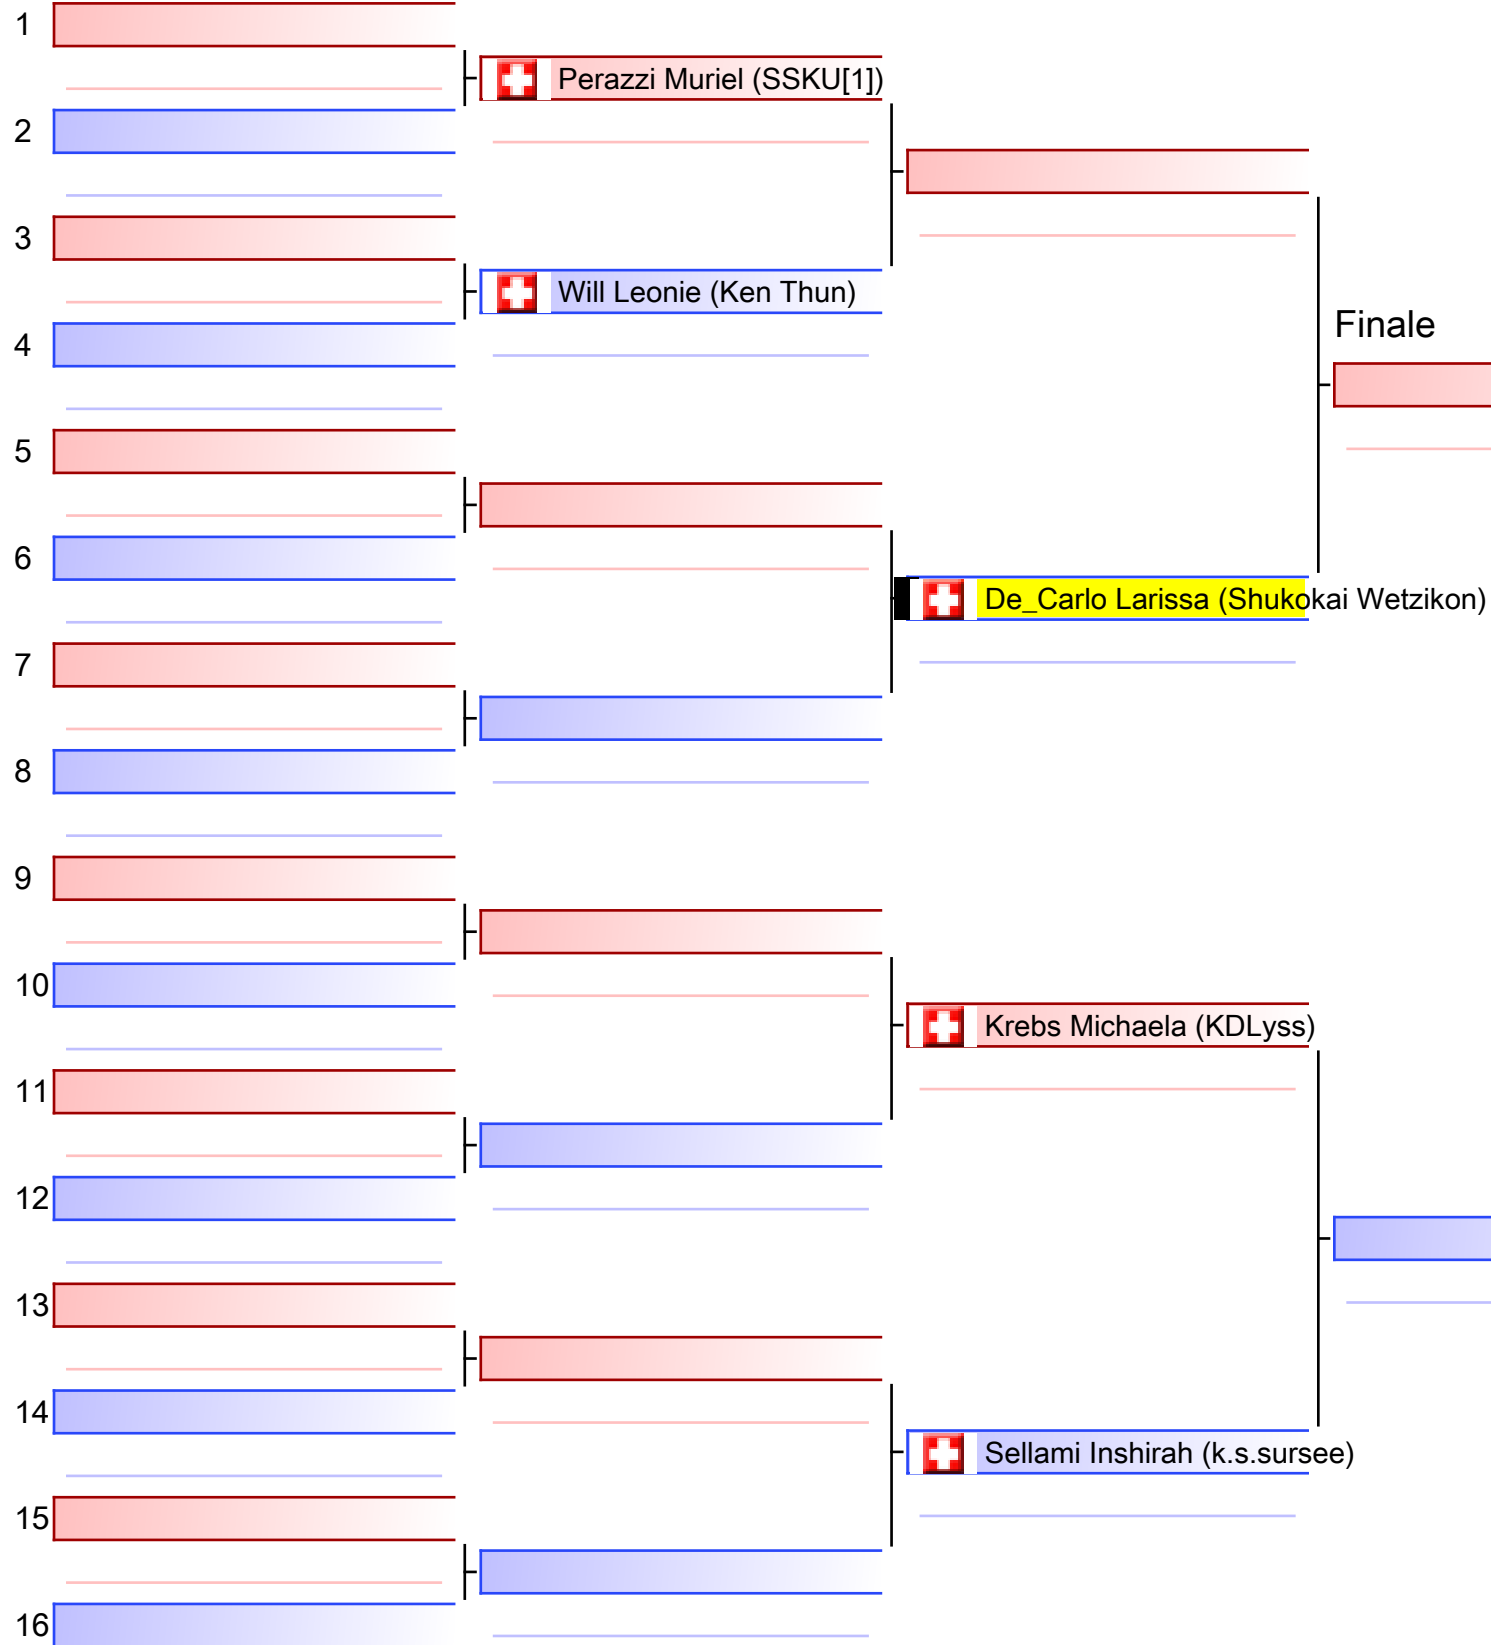 1
Perazzi Muriel (SSKU[1])
2
3
Will Leonie (Ken Thun)
4
Finale
5
6
De_Carlo Larissa (Shukokai Wetzikon)
7
8
9
10
Krebs Michaela (KDLyss)
11
12
13
14
Sellami Inshirah (k.s.sursee)
15
16